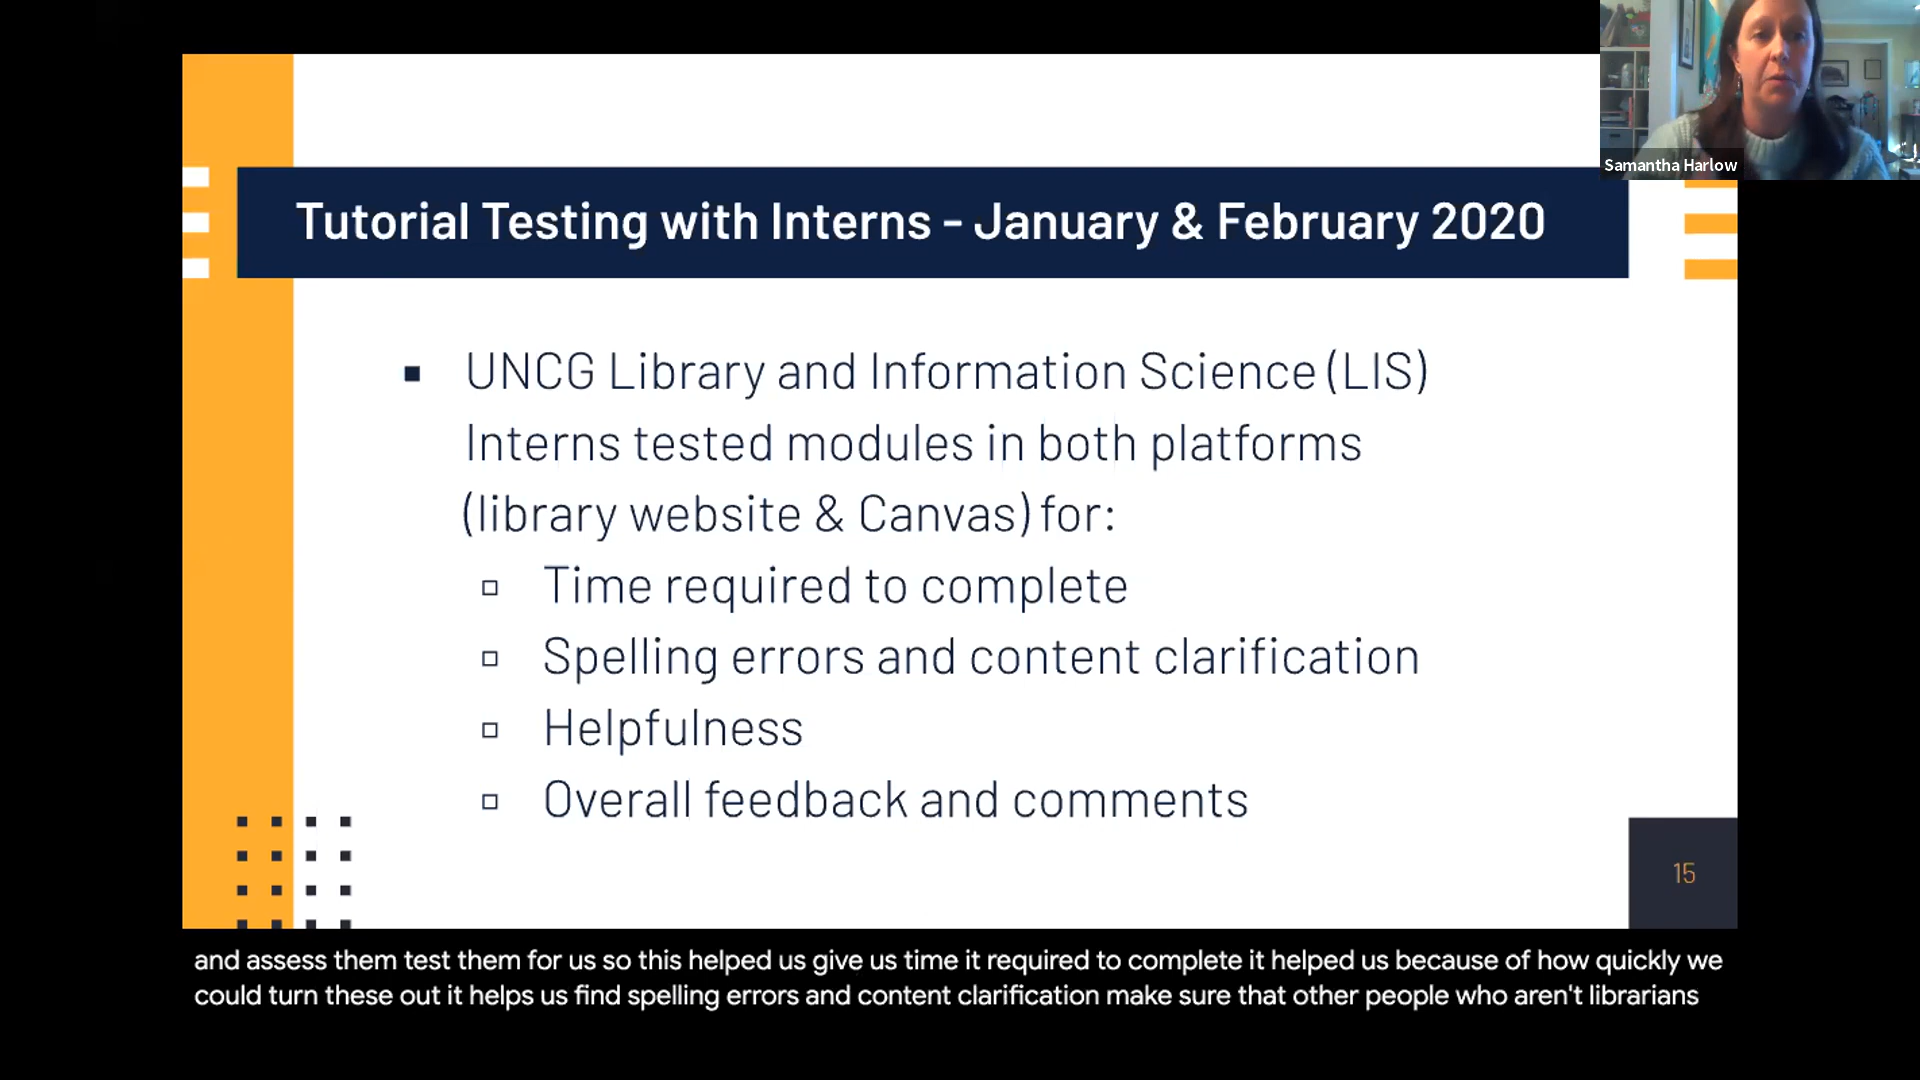 Samantha Harlow
Tutorial Testing with Interns - January & February 2020
UNCG Library and Information Science (LIS)
Interns tested modules in both platforms
(library website & Canvas) for:
Time required to complete
Spelling errors and content clarification
Helpfulness
Overall feedback and comments
15
and assess them test them for us so this helped us give us time it required to complete it helped us because of how quickly we
could turn these out it helps us find spelling errors and content clarification make sure that other people who aren't librarians